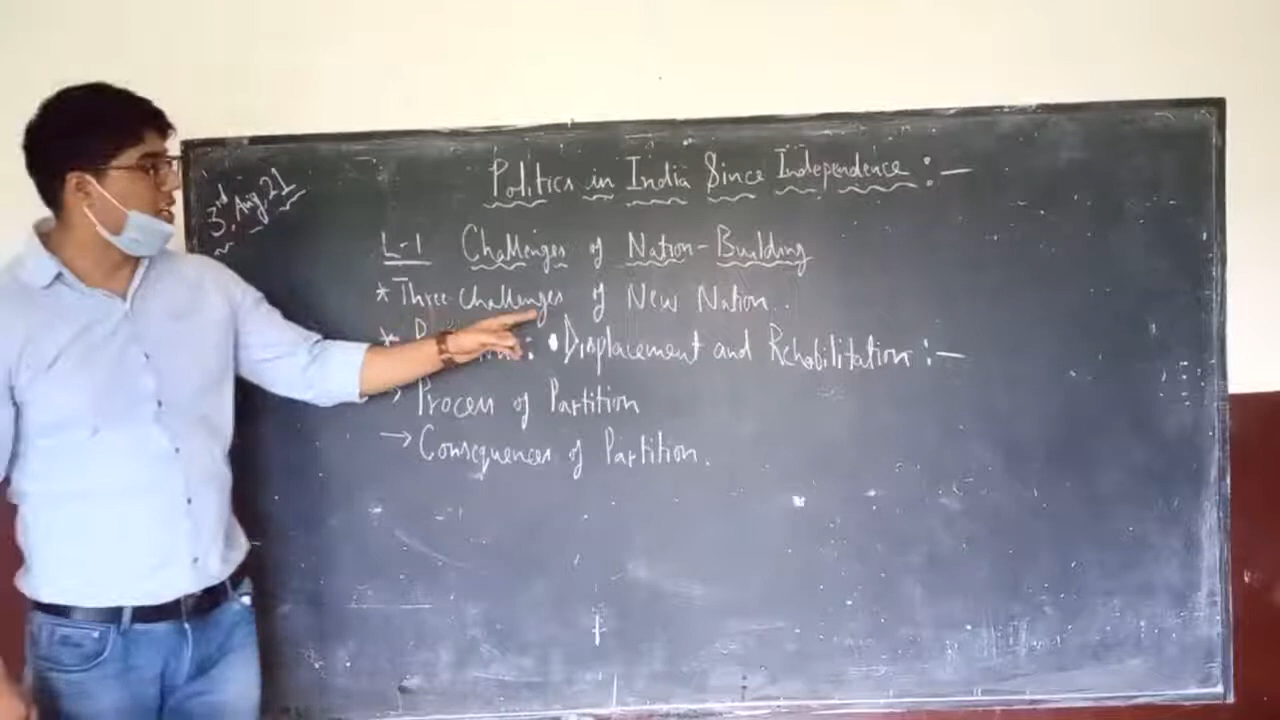 3rd. Aug, 21
Politics in India Since Independence :-
L-1 Challenges of Nation-Building
* Three Challenges of New Nation.
* : • Displacement and Rehabilitation :-
→ Process of Partition
→ Consequences of Partition.